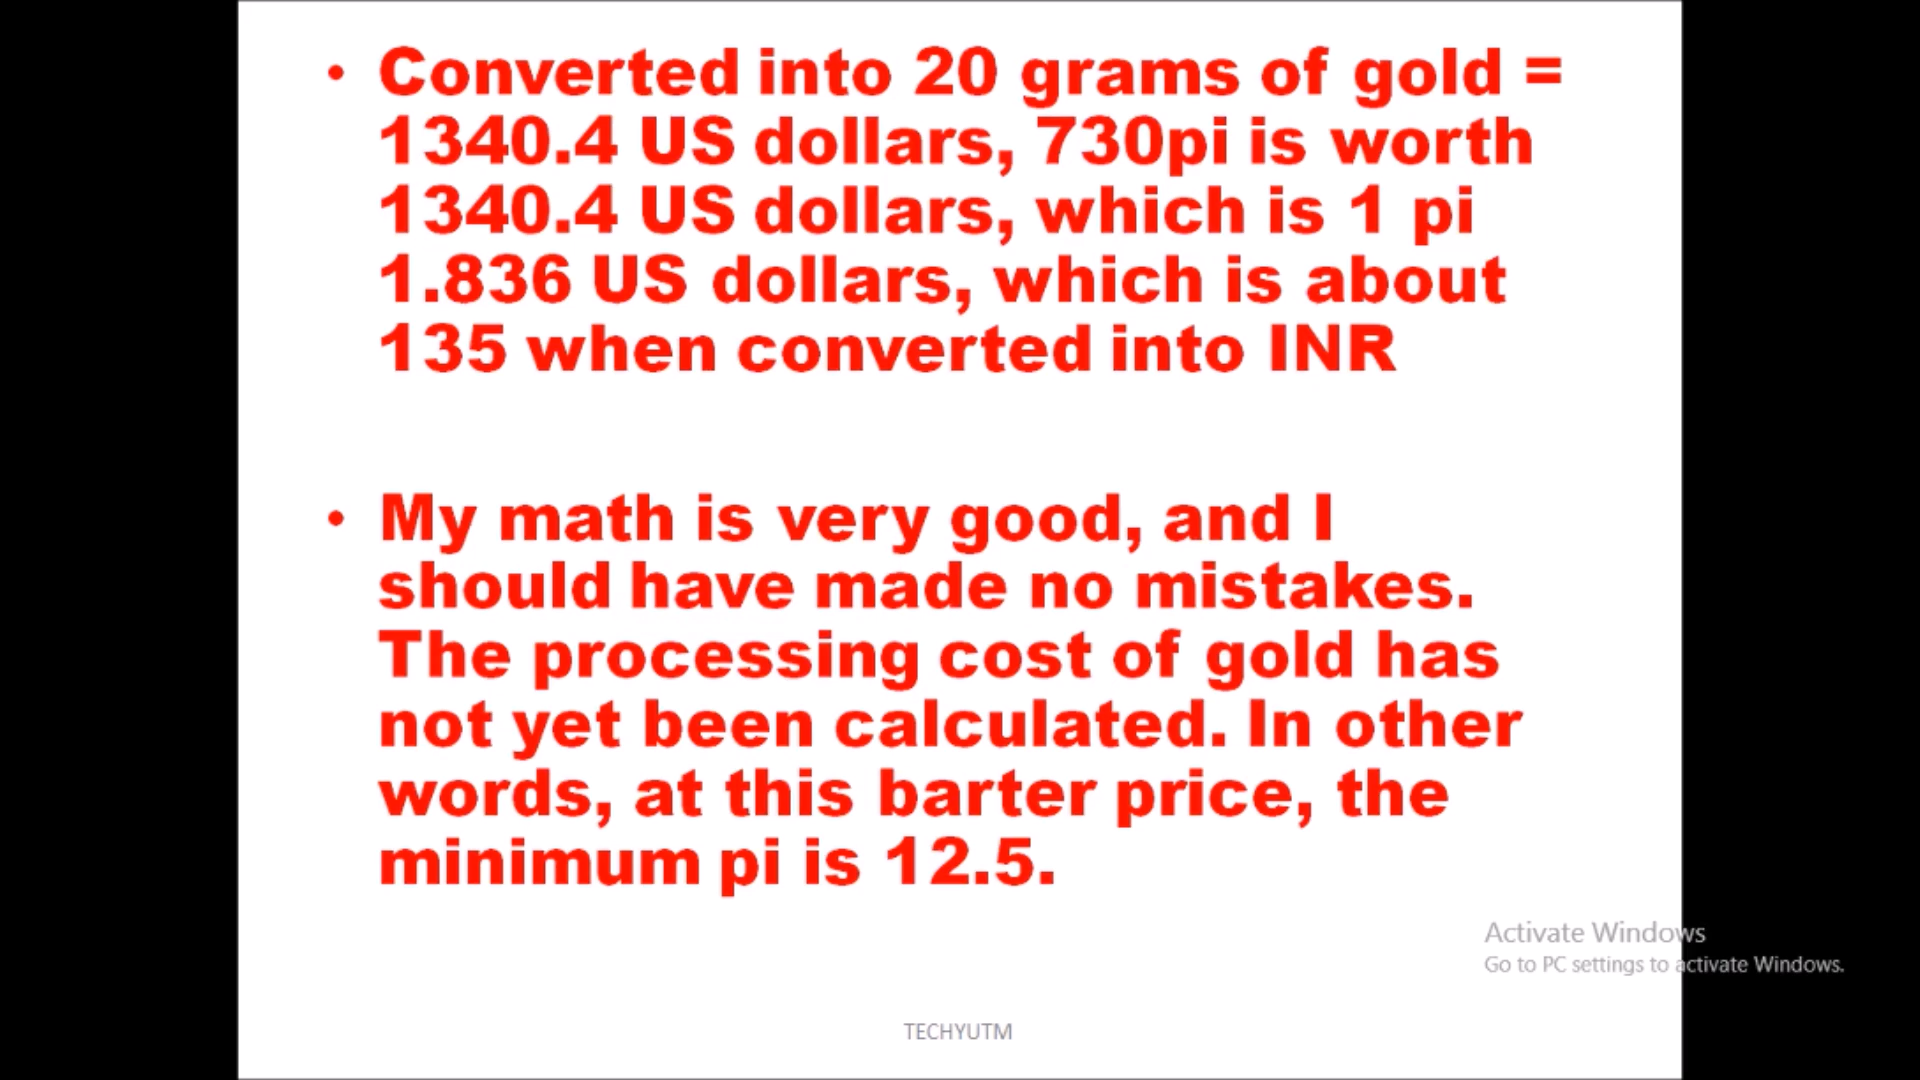 • Converted into 20 grams of gold =
1340.4 US dollars, 730pi is worth
1340.4 US dollars, which is 1 pi
1.836 US dollars, which is about
135 when converted into INR
• My math is very good, and I
should have made no mistakes.
The processing cost of gold has
not yet been calculated. In other
words, at this barter price, the
minimum pi is 12.5.
Activate Windows
Go to PC settings to activate Windows.
TECHYUTM